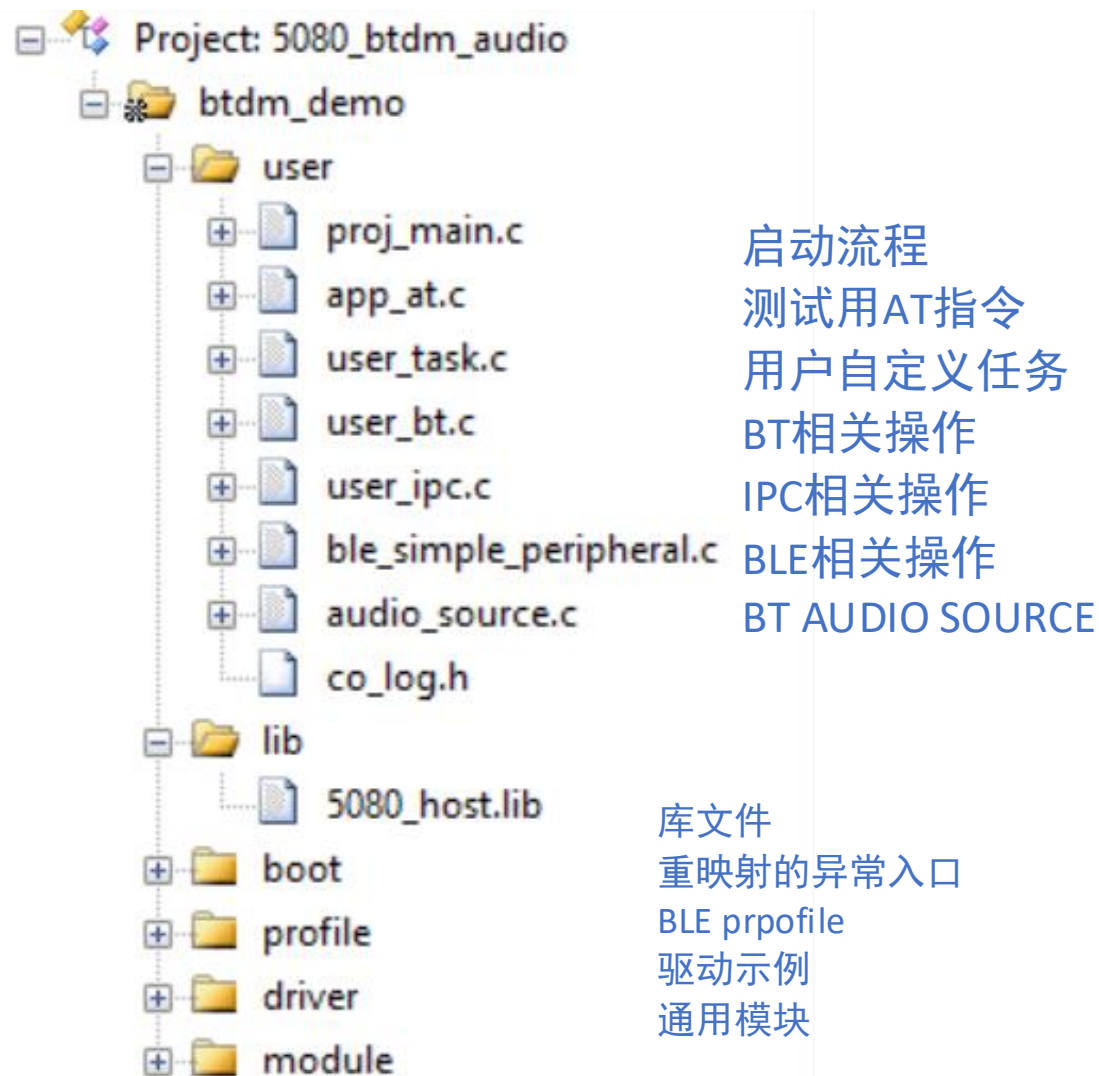 Project: 5080_btdm_audio
btdm_demo
user
proj_main.c 启动流程
app_at.c 测试用AT指令
user_task.c 用户自定义任务
user_bt.c BT相关操作
user_ipc.c IPC相关操作
ble_simple_peripheral.c BLE相关操作
audio_source.c BT AUDIO SOURCE
co_log.h
lib
5080_host.lib 库文件
boot 重映射的异常入口
profile BLE prpofile
driver 驱动示例
module 通用模块